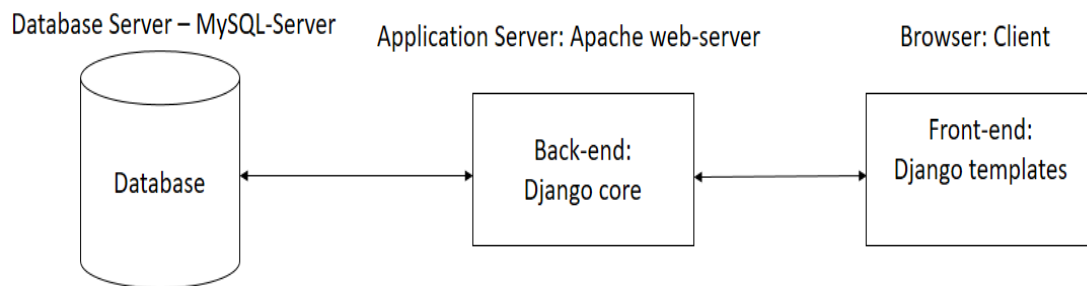 Database Server – MySQL-Server
Application Server: Apache web-server
Browser: Client
Database
Back-end:
Django core
Front-end:
Django templates